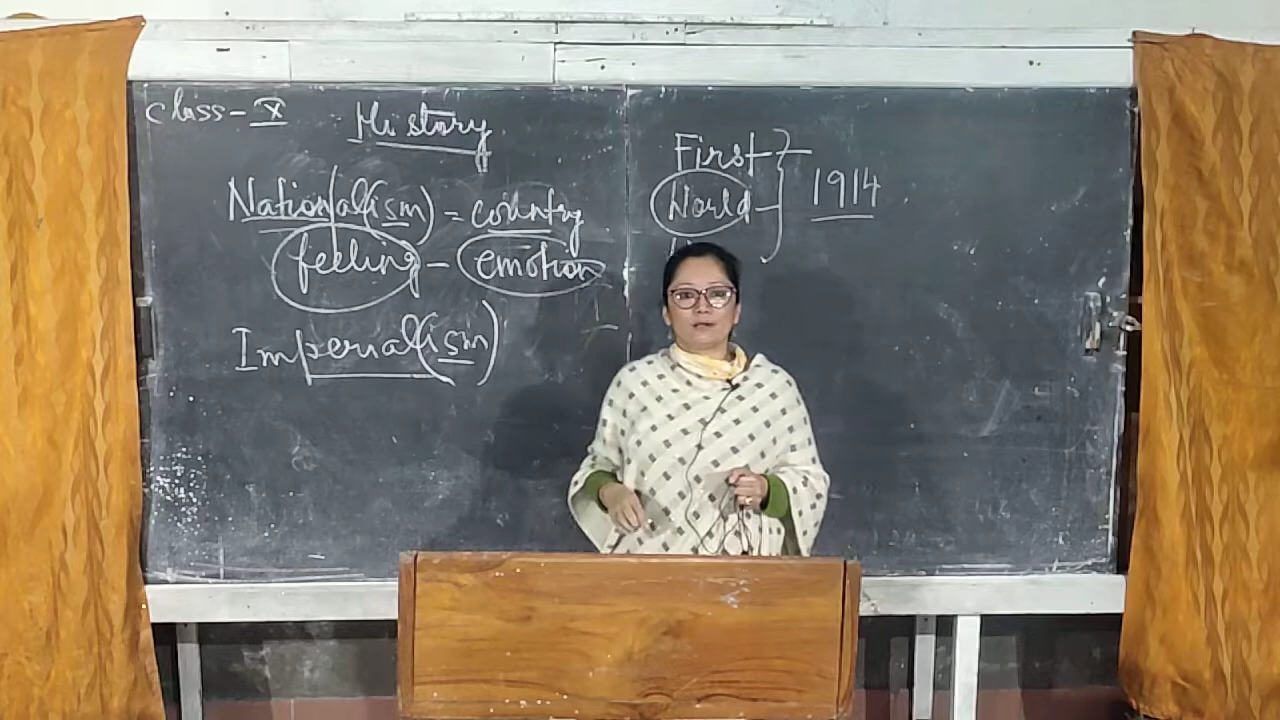 Class - X
History
Nationalism) = country
feeling - emotion
Imperialism)
First
World
1914